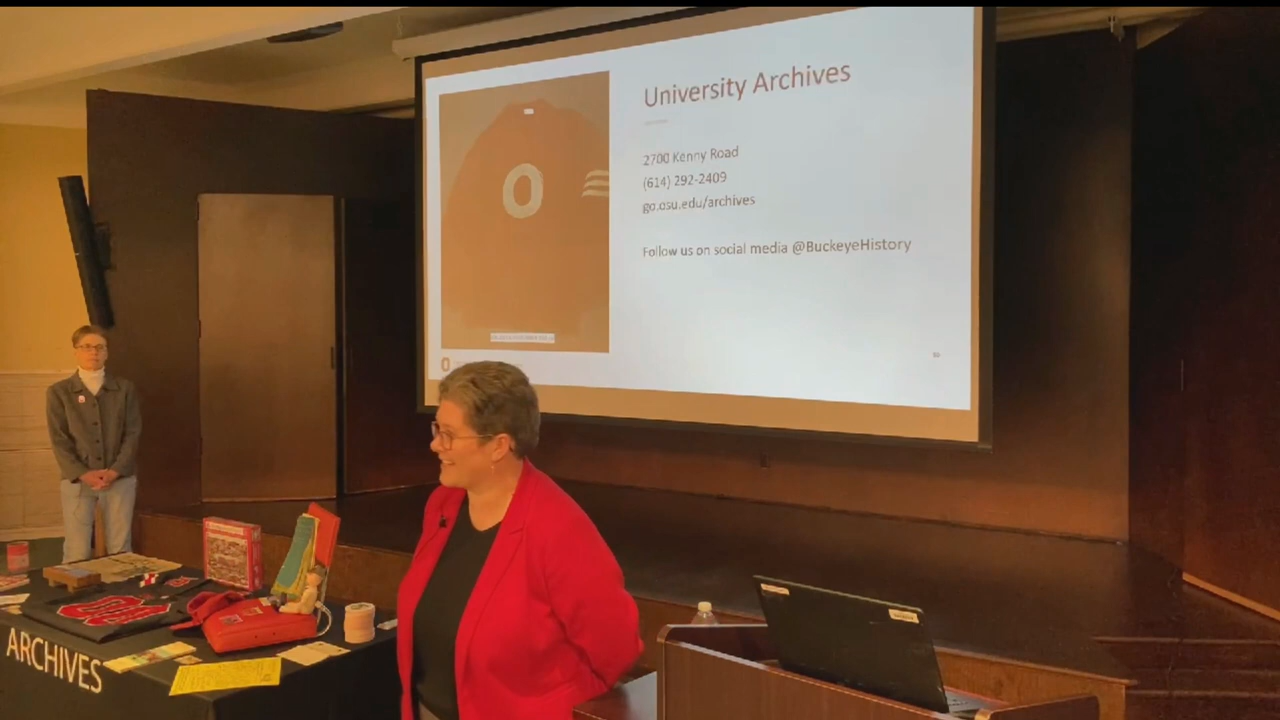 University Archives
2700 Kenny Road
(614) 292-2409
go.osu.edu/archives
Follow us on social media @BuckeyeHistory
O
ARCHIVES